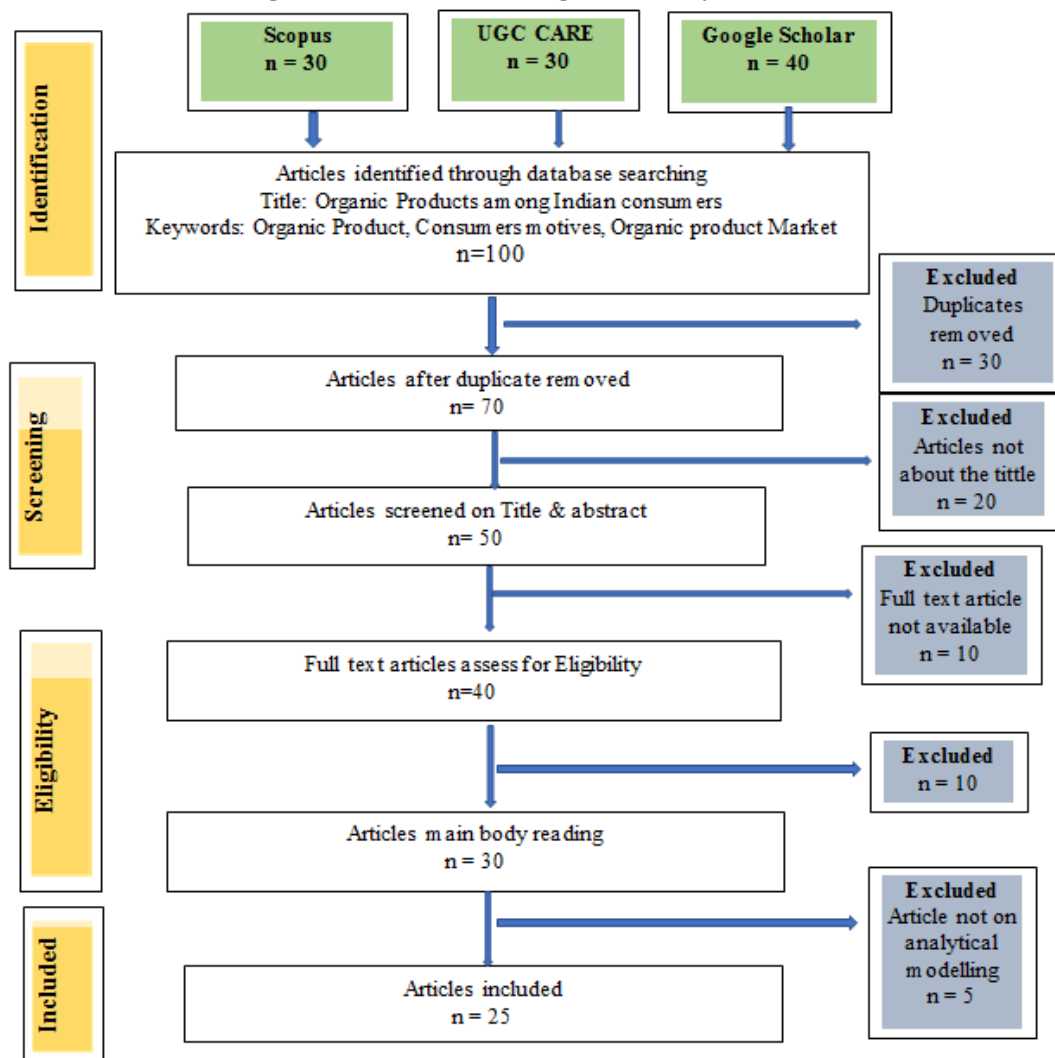 Scopus
n = 30
UGC CARE
n = 30
Google Scholar
n = 40
Identification
Articles identified through database searching
Title: Organic Products among Indian consumers
Keywords: Organic Product, Consumers motives, Organic product Market
n=100
Excluded
Duplicates
removed
n = 30
Screening
Articles after duplicate removed
n= 70
Excluded
Articles not
about the tittle
n = 20
Articles screened on Title & abstract
n= 50
Excluded
Full text article
not available
n = 10
Eligibility
Full text articles assess for Eligibility
n=40
Excluded
n = 10
Articles main body reading
n = 30
Excluded
Article not on
analytical
modelling
n = 5
Included
Articles included
n = 25